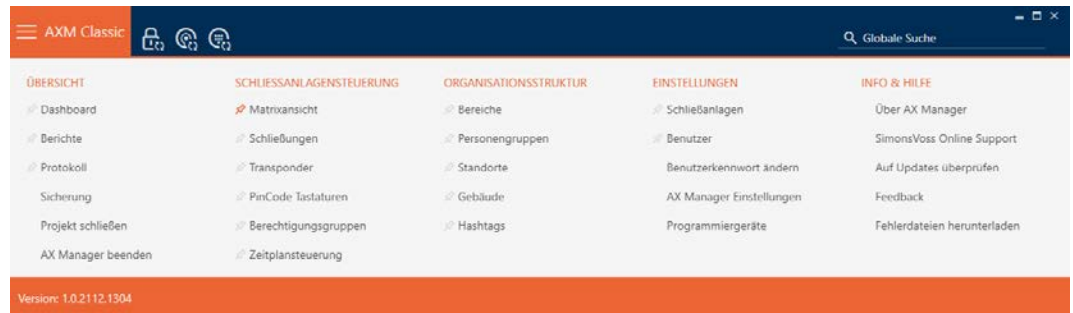 AXM Classic
Globale Suche
ÜBERSICHT
Dashboard
Berichte
Protokoll
Sicherung
Projekt schließen
AX Manager beenden
SCHLIESSANLAGENSTEUERUNG
Matrixansicht
Schließungen
Transponder
PinCode Tastaturen
Berechtigungsgruppen
Zeitplansteuerung
ORGANISATIONSSTRUKTUR
Bereiche
Personengruppen
Standorte
Gebäude
Hashtags
EINSTELLUNGEN
Schließanlagen
Benutzer
Benutzerkennwort ändern
AX Manager Einstellungen
Programmiergeräte
INFO & HILFE
Über AX Manager
SimonsVoss Online Support
Auf Updates überprüfen
Feedback
Fehlerdateien herunterladen
Version: 1.0.2112.1304